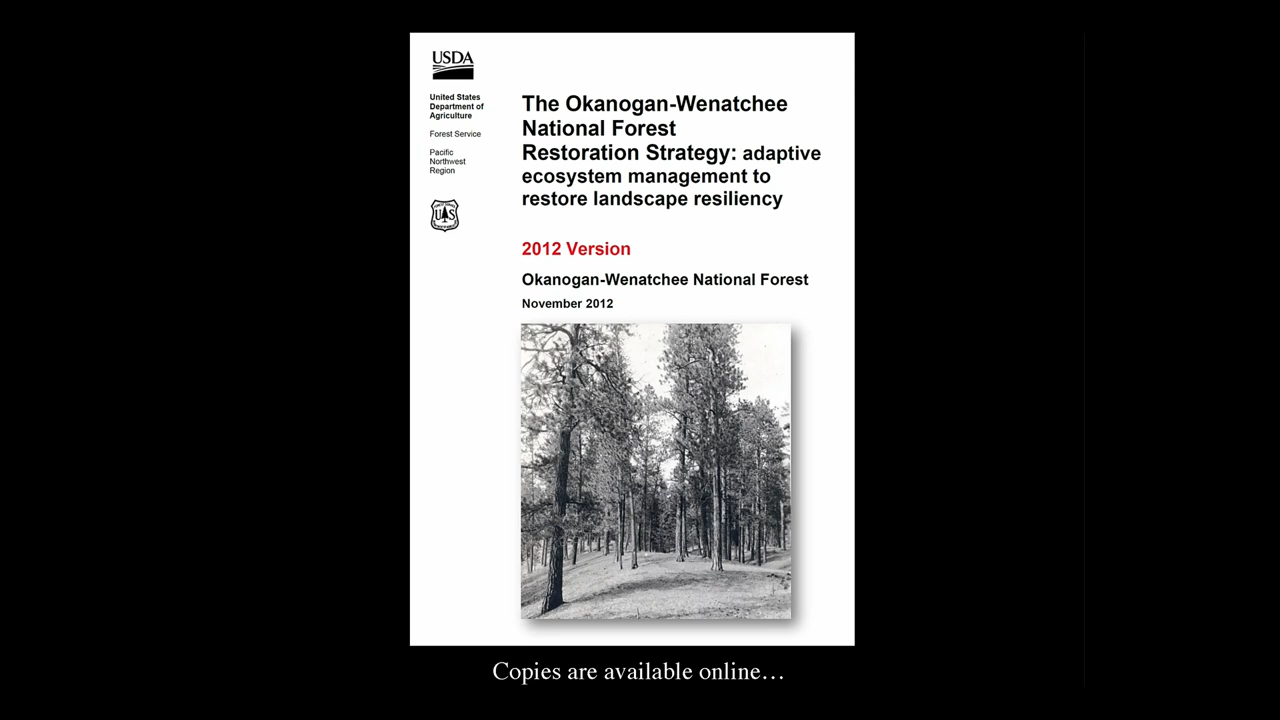 USDA
United States
Department of
Agriculture
Forest Service
Pacific
Northwest
Region
The Okanogan-Wenatchee
National Forest
Restoration Strategy: adaptive
ecosystem management to
restore landscape resiliency
2012 Version
Okanogan-Wenatchee National Forest
November 2012
Copies are available online…